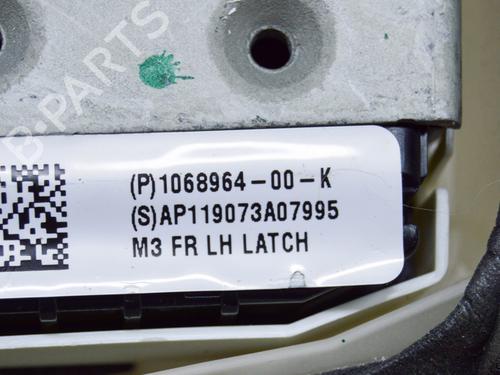 B-PARTS
(P)1068964-00-K
(S)AP119073A07995
M3 FR LH LATCH